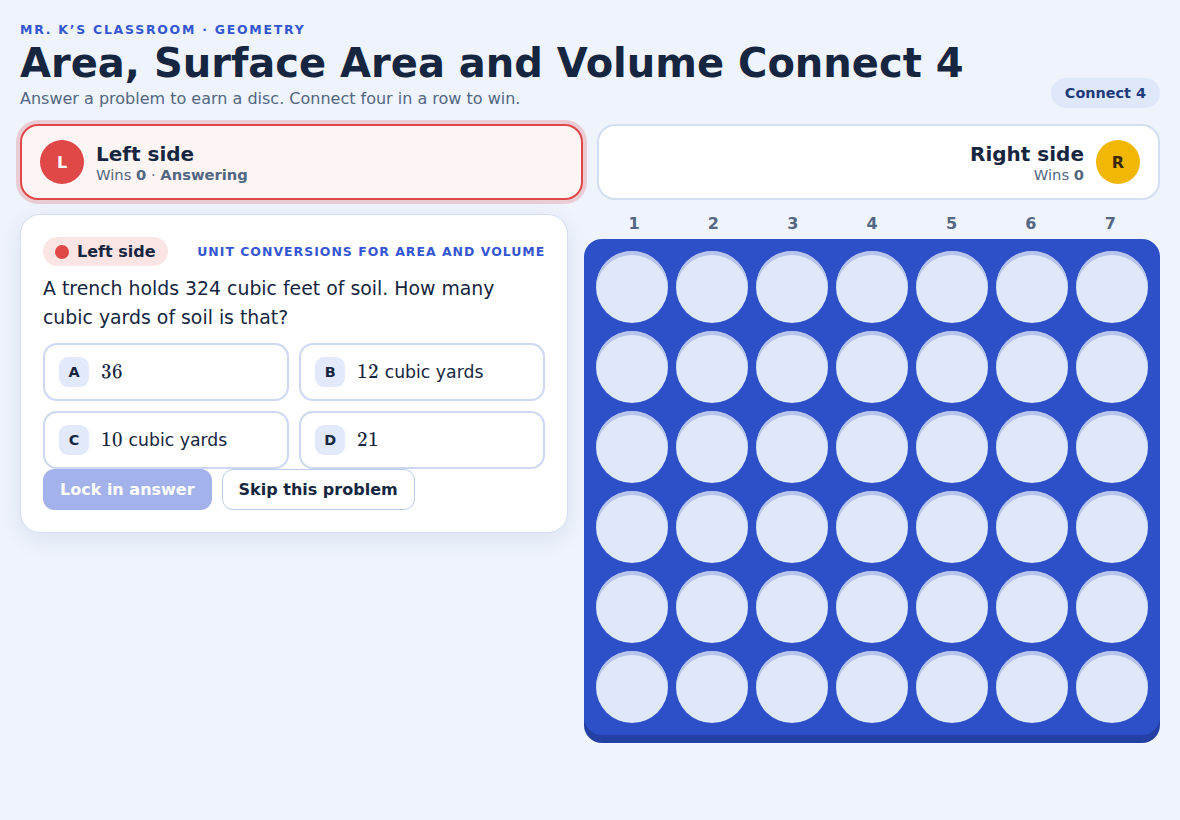 MR. K’S CLASSROOM · GEOMETRY
Area, Surface Area and Volume Connect 4
Answer a problem to earn a disc. Connect four in a row to win.
Connect 4
L
Left side
Wins 0 · Answering
Right side
Wins 0
R
Left side
UNIT CONVERSIONS FOR AREA AND VOLUME
A trench holds 324 cubic feet of soil. How many
cubic yards of soil is that?
A 36
B 12 cubic yards
C 10 cubic yards
D 21
Lock in answer
Skip this problem
1 2 3 4 5 6 7